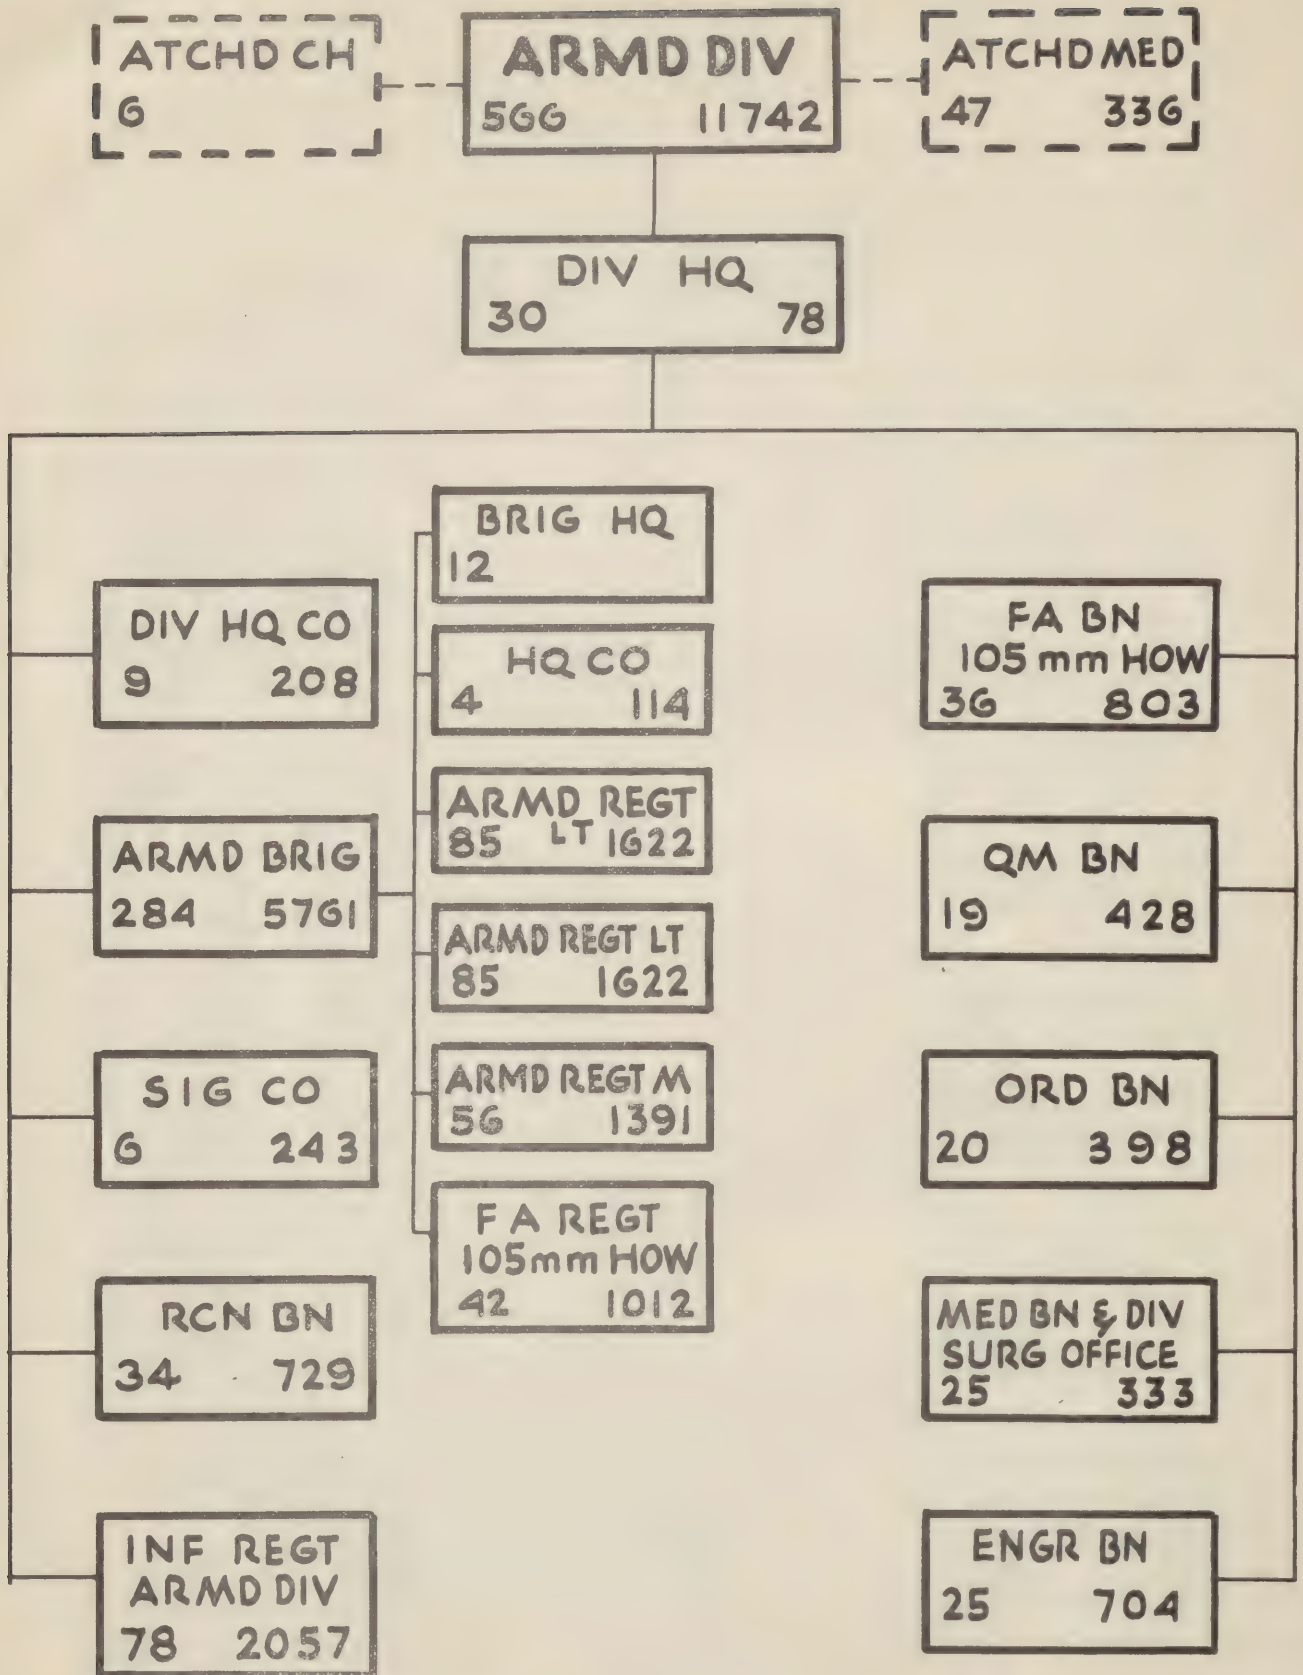 ATCHD CH
6
ARMD DIV
566 11742
ATCHD MED
47 336
DIV HQ
30 78
DIV HQ CO
9 208
ARMD BRIG
284 5761
SIG CO
6 243
RCN BN
34 729
INF REGT
ARMD DIV
78 2057
BRIG HQ
12
HQ CO
4 114
ARMD REGT
85 LT 1622
ARMD REGT LT
85 1622
ARMD REGT M
56 1391
FA REGT
105mm HOW
42 1012
FA BN
105 mm HOW
36 803
QM BN
19 428
ORD BN
20 398
MED BN & DIV
SURG OFFICE
25 333
ENGR BN
25 704